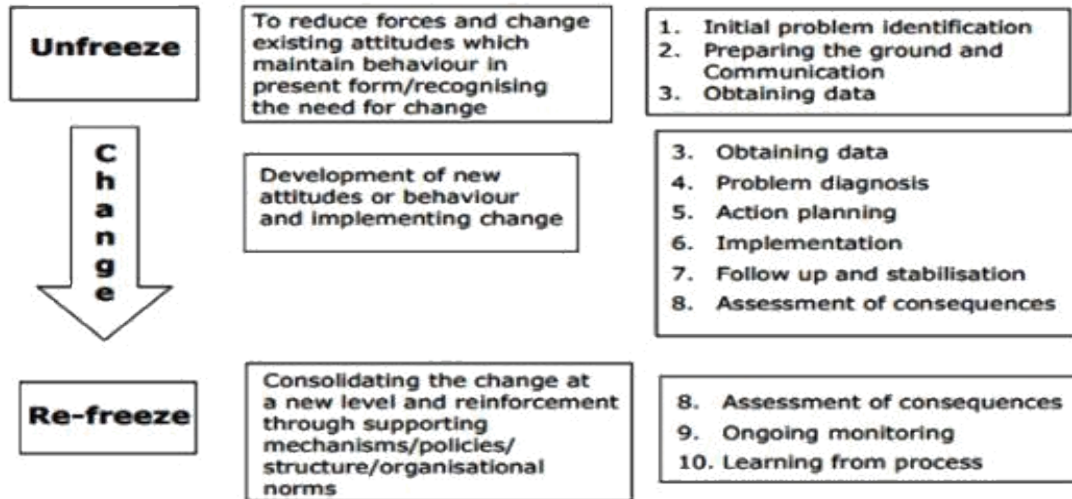 Unfreeze
To reduce forces and change
existing attitudes which
maintain behaviour in
present form/recognising
the need for change
1. Initial problem identification
2. Preparing the ground and
Communication
3. Obtaining data
Change
Development of new
attitudes or behaviour
and implementing change
3. Obtaining data
4. Problem diagnosis
5. Action planning
6. Implementation
7. Follow up and stabilisation
8. Assessment of consequences
Re-freeze
Consolidating the change at
a new level and reinforcement
through supporting
mechanisms/policies/
structure/organisational
norms
8. Assessment of consequences
9. Ongoing monitoring
10. Learning from process